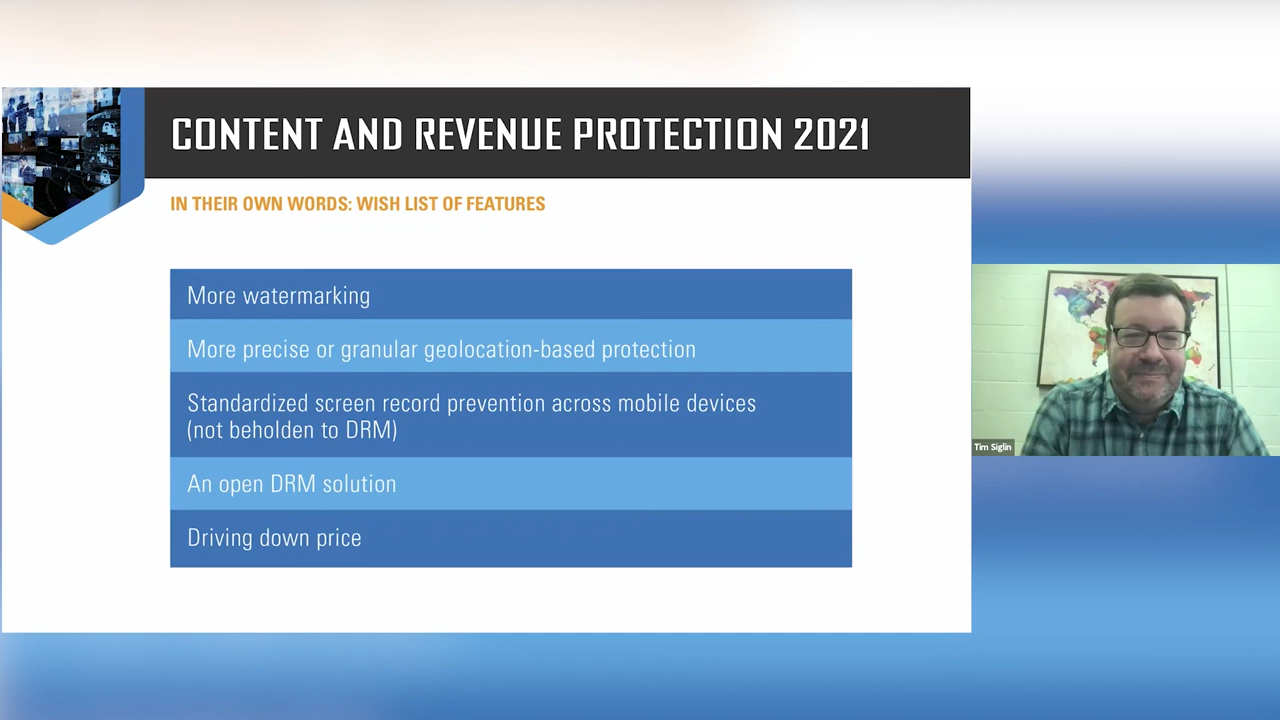 CONTENT AND REVENUE PROTECTION 2021
IN THEIR OWN WORDS: WISH LIST OF FEATURES
More watermarking
More precise or granular geolocation-based protection
Standardized screen record prevention across mobile devices
(not beholden to DRM)
An open DRM solution
Driving down price
Tim Siglin